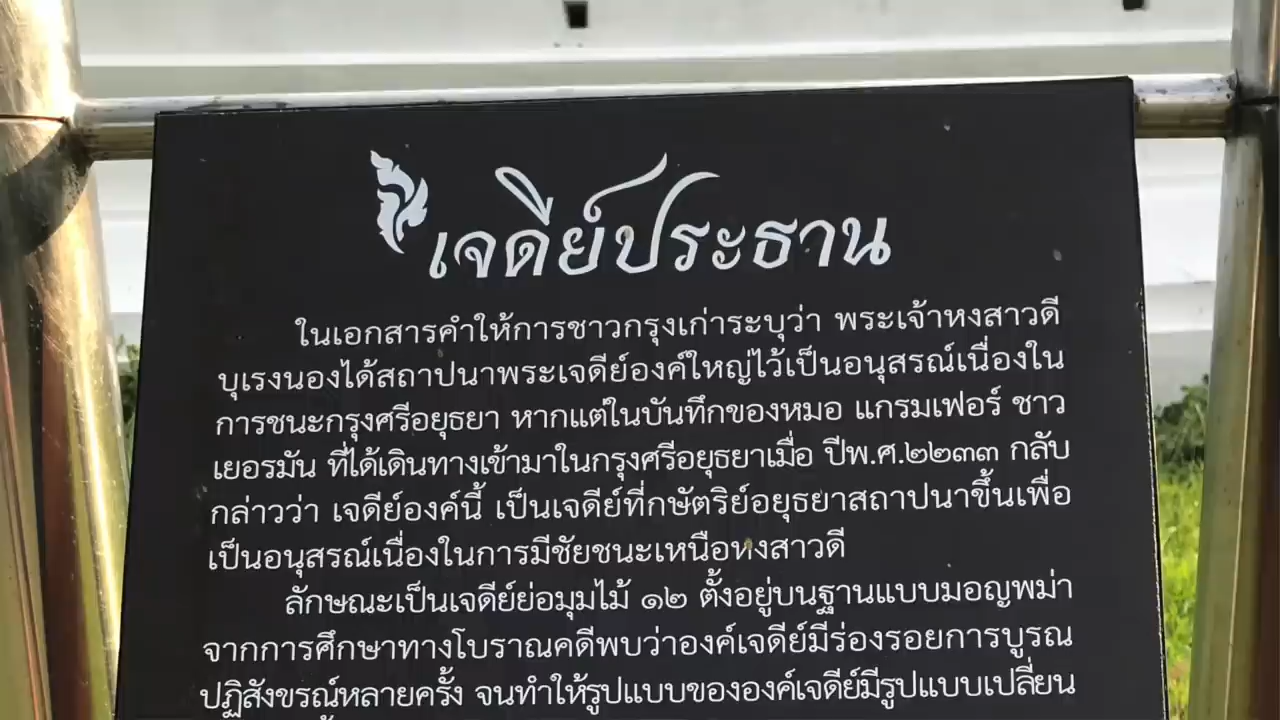 เจดีย์ประธาน
ในเอกสารคำให้การชาวกรุงเก่าระบุว่า พระเจ้าหงสาวดี
บุเรงนองได้สถาปนาพระเจดีย์องค์ใหญ่ไว้เป็นอนุสรณ์เนื่องใน
การชนะกรุงศรีอยุธยา หากแต่ในบันทึกของหมอ แกรมเฟอร์ ชาว
เยอรมัน ที่ได้เดินทางเข้ามาในกรุงศรีอยุธยาเมื่อ ปีพ.ศ.๒๒๓๓ กลับ
กล่าวว่า เจดีย์องค์นี้ เป็นเจดีย์ที่กษัตริย์อยุธยาสถาปนาขึ้นเพื่อ
เป็นอนุสรณ์เนื่องในการมีชัยชนะเหนือหงสาวดี
ลักษณะเป็นเจดีย์ย่อมุมไม้ ๑๒ ตั้งอยู่บนฐานแบบมอญพม่า
จากการศึกษาทางโบราณคดีพบว่าองค์เจดีย์มีร่องรอยการบูรณ
ปฏิสังขรณ์หลายครั้ง จนทำให้รูปแบบขององค์เจดีย์มีรูปแบบเปลี่ยน